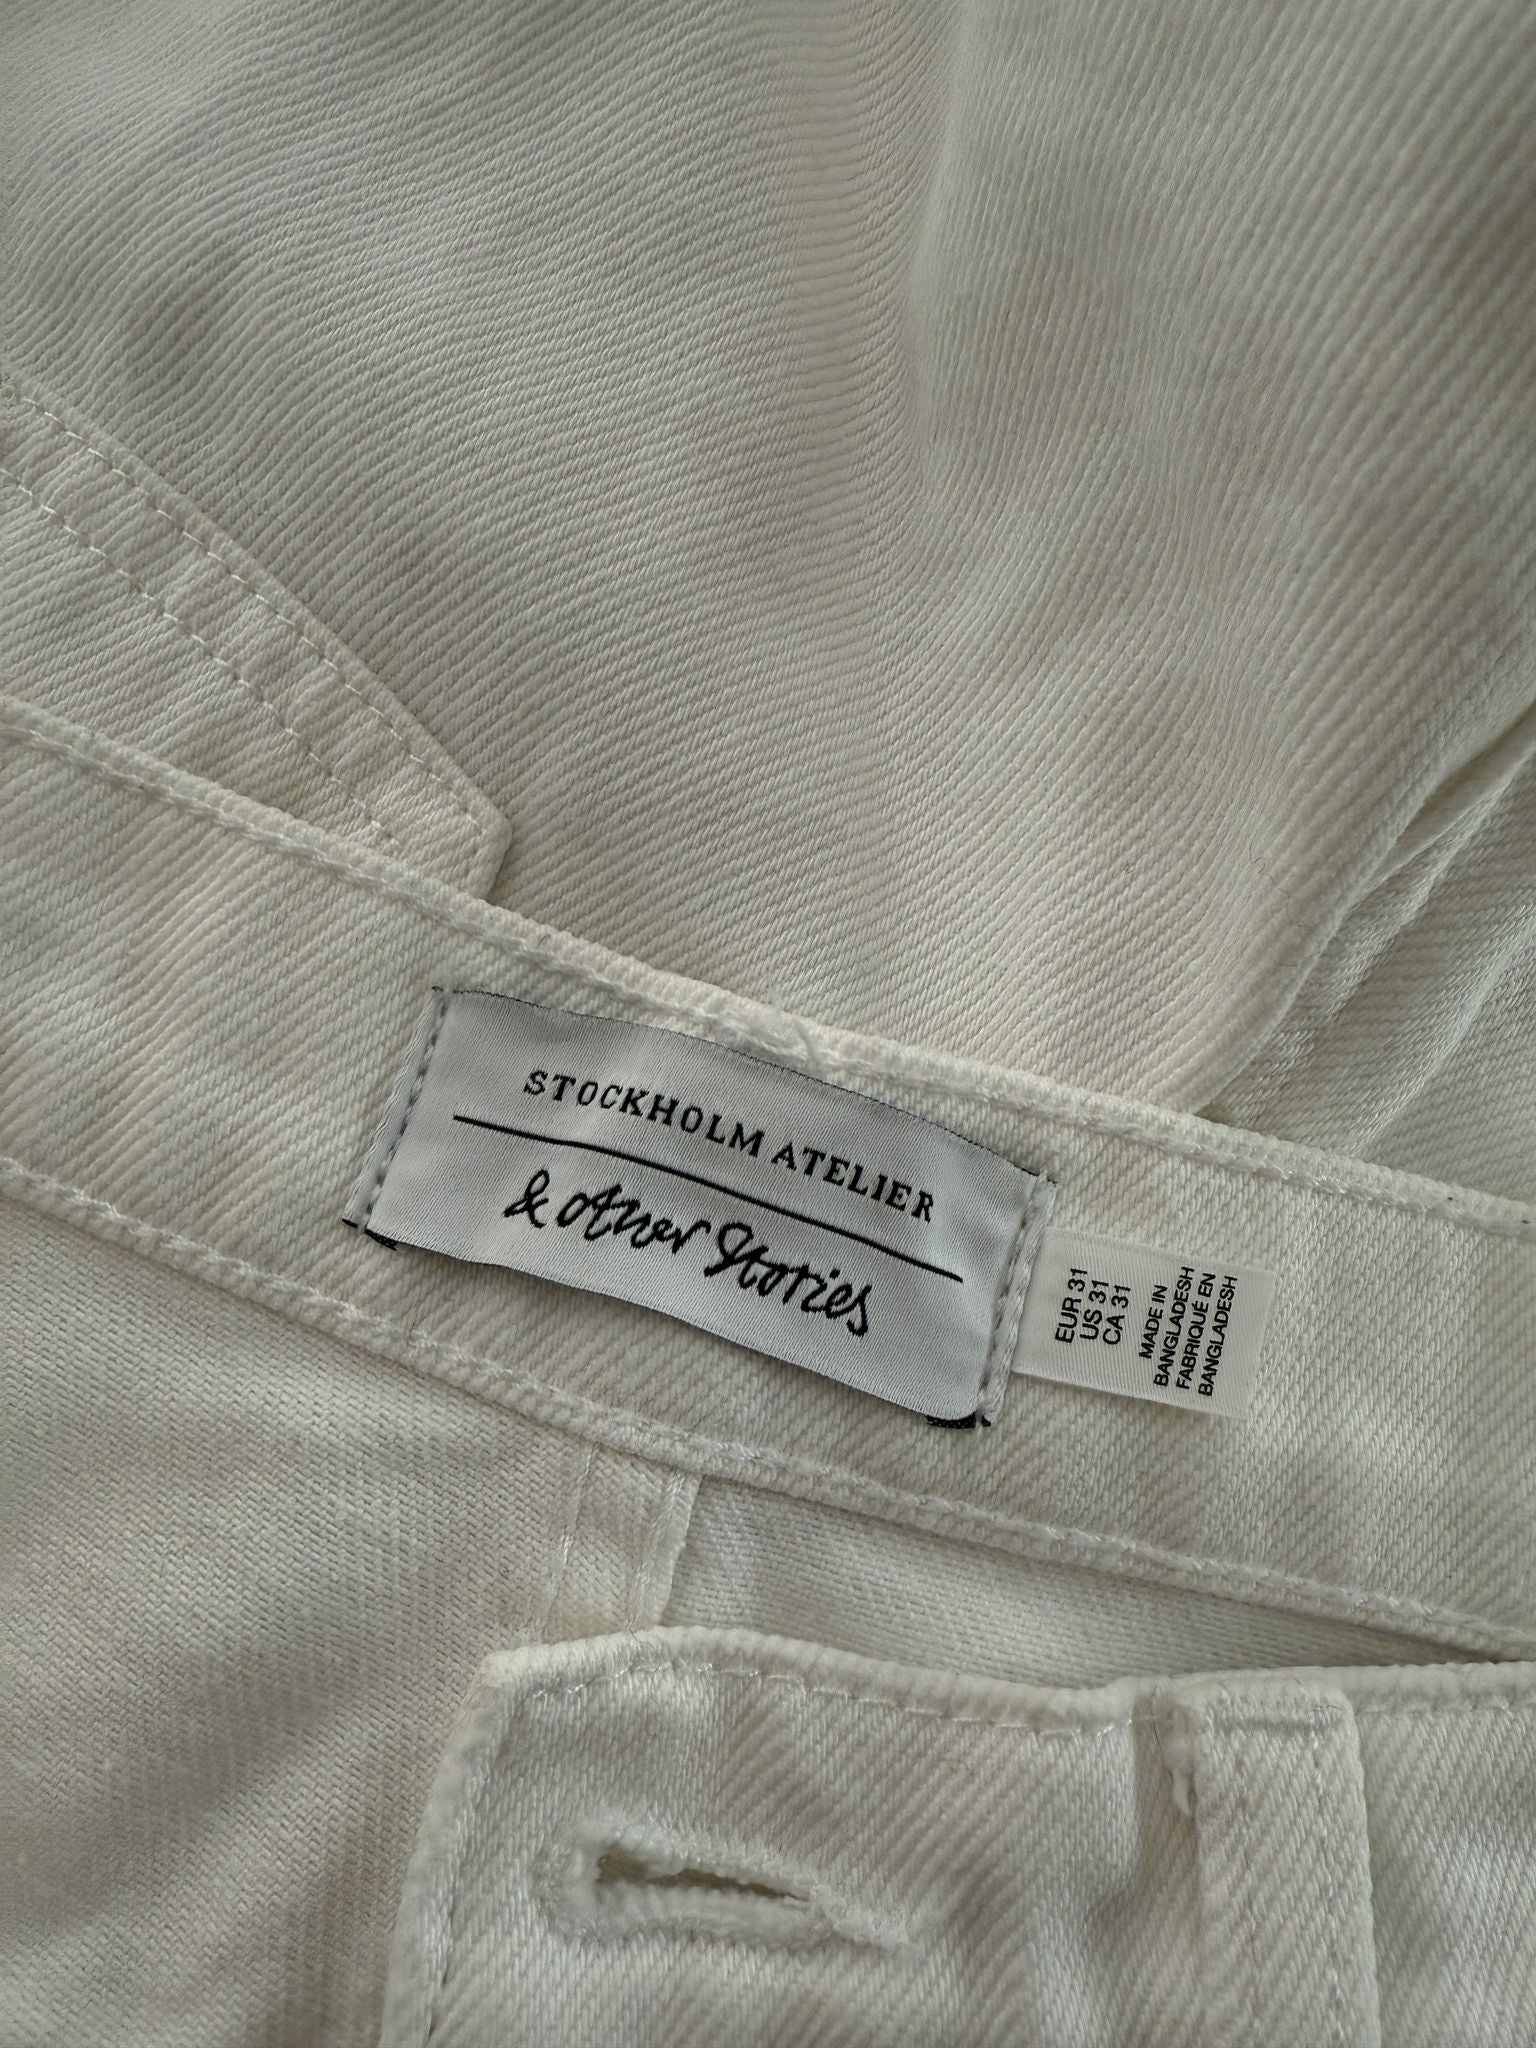 STOCKHOLM ATELIER
& Other Stories
EUR 31
US 31
CA 31
MADE IN
BANGLADESH
FABRIQUÉ EN
BANGLADESH